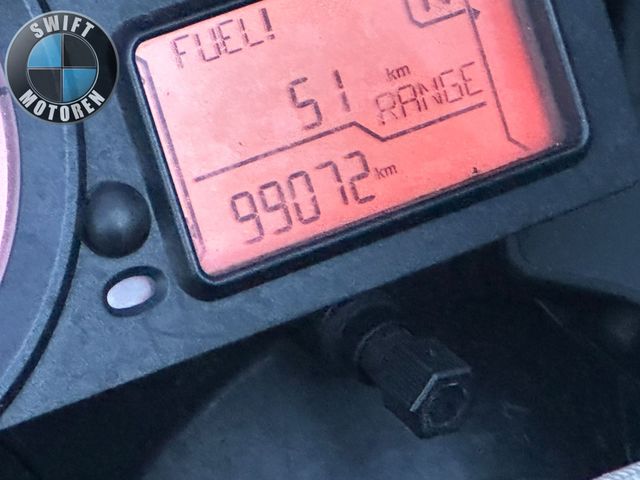 SWIFT
MOTOREN
FUEL!
N
51 km RANGE
99072 km